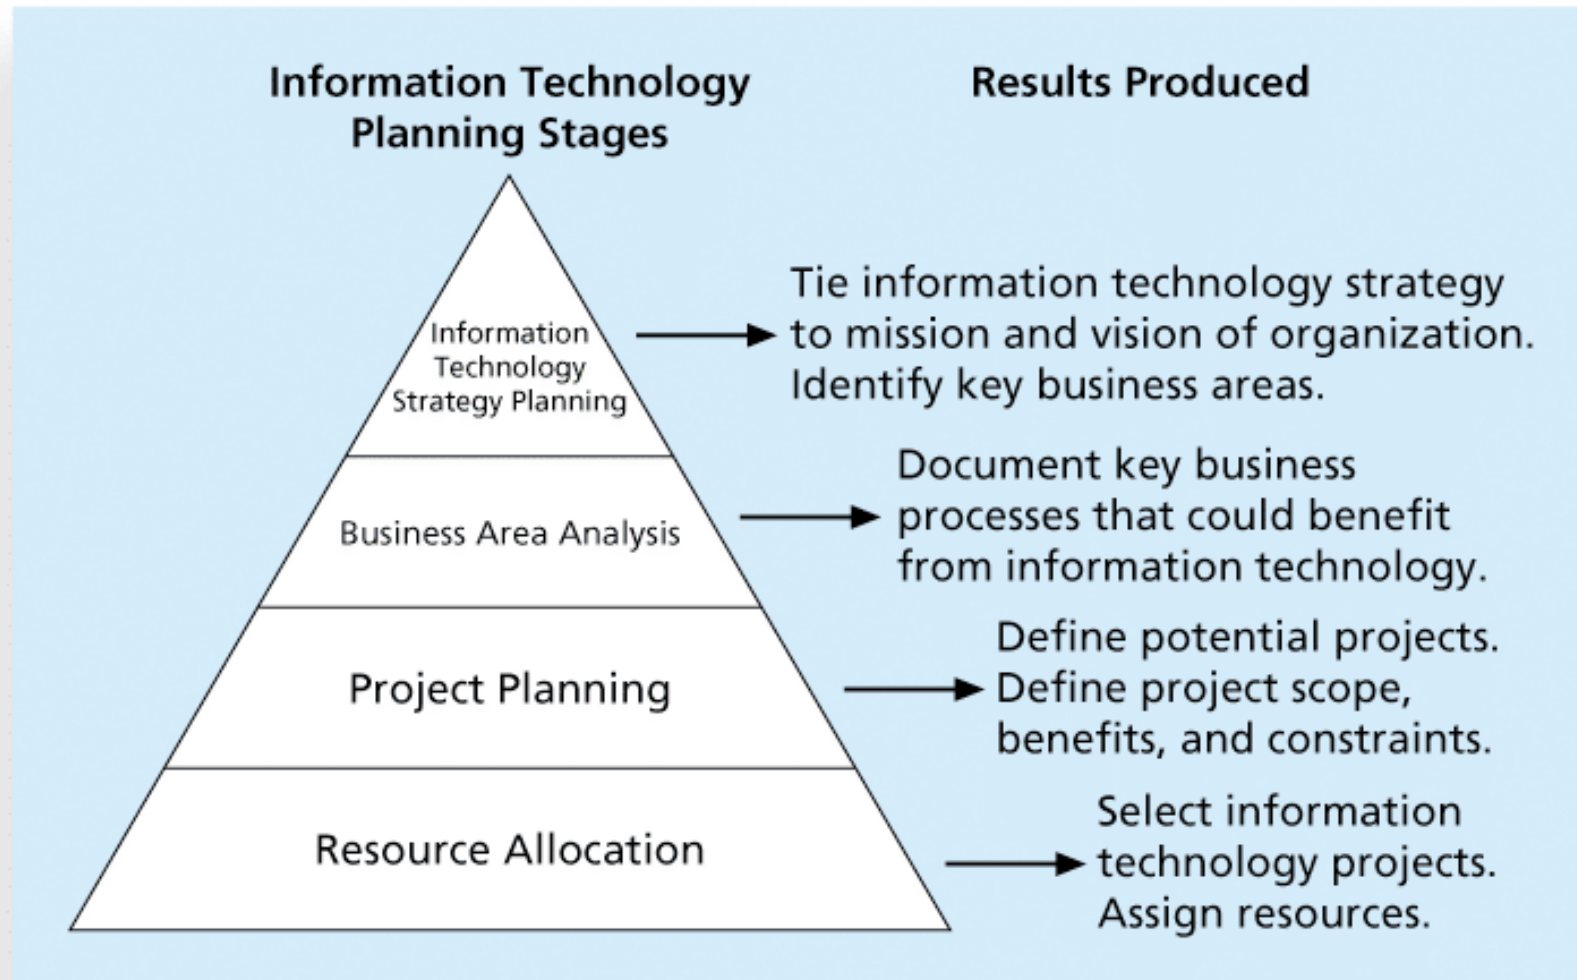 Information Technology
Planning Stages
Results Produced
Information
Technology
Strategy Planning
Tie information technology strategy
to mission and vision of organization.
Identify key business areas.
Business Area Analysis
Document key business
processes that could benefit
from information technology.
Project Planning
Define potential projects.
Define project scope,
benefits, and constraints.
Resource Allocation
Select information
technology projects.
Assign resources.